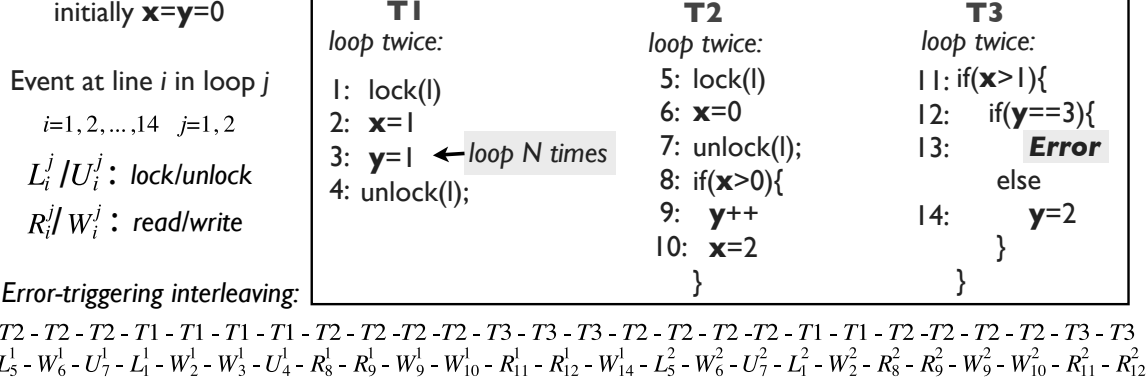 initially x=y=0
Event at line i in loop j
i=1, 2, ... ,14 j=1, 2
L_i^j / U_i^j : lock/unlock
R_i^j / W_i^j : read/write
Error-triggering interleaving:
T1
loop twice:
1: lock(l)
2: x=1
3: y=1 loop N times
4: unlock(l);
T2
loop twice:
5: lock(l)
6: x=0
7: unlock(l);
8: if(x>0){
9: y++
10: x=2
}
T3
loop twice:
11: if(x>1){
12: if(y==3){
13: Error
else
14: y=2
}
}
T2 - T2 - T2 - T1 - T1 - T1 - T1 - T2 - T2 - T2 - T2 - T3 - T3 - T3 - T2 - T2 - T2 - T1 - T1 - T2 - T2 - T2 - T2 - T3 - T3
L_5^1 - W_6^1 - U_7^1 - L_1^1 - W_2^1 - W_3^1 - U_4^1 - R_8^1 - R_9^1 - W_9^1 - W_10^1 - R_11^1 - R_12^1 - W_14^1 - L_5^2 - W_6^2 - U_7^2 - L_1^2 - W_2^2 - R_8^2 - R_9^2 - W_9^2 - W_10^2 - R_11^2 - R_12^2